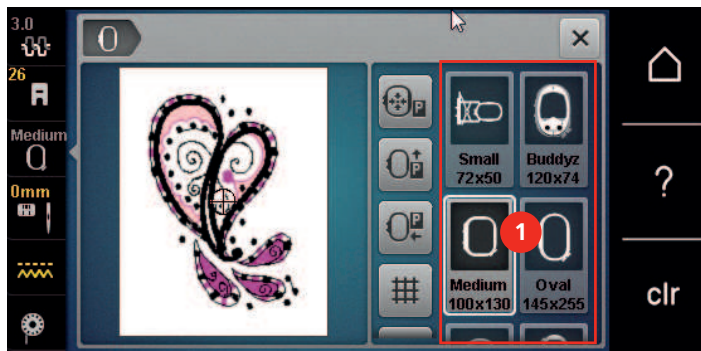 3.0
26
Medium
0mm
P
P
P
Small
72x50
Buddyz
120x74
Medium
100x130
1
Oval
145x255
?
clr